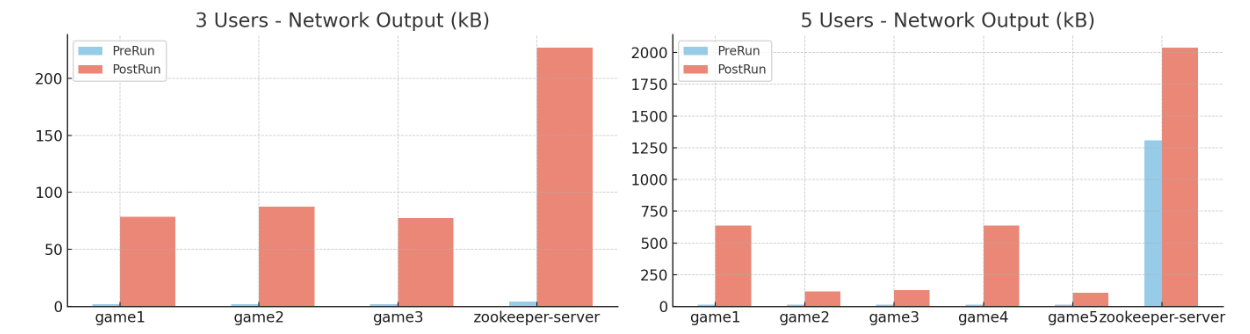 3 Users - Network Output (kB)
PreRun
PostRun
200
150
100
50
0
game1 game2 game3 zookeeper-server
5 Users - Network Output (kB)
PreRun
PostRun
2000
1750
1500
1250
1000
750
500
250
0
game1 game2 game3 game4 game5 zookeeper-server